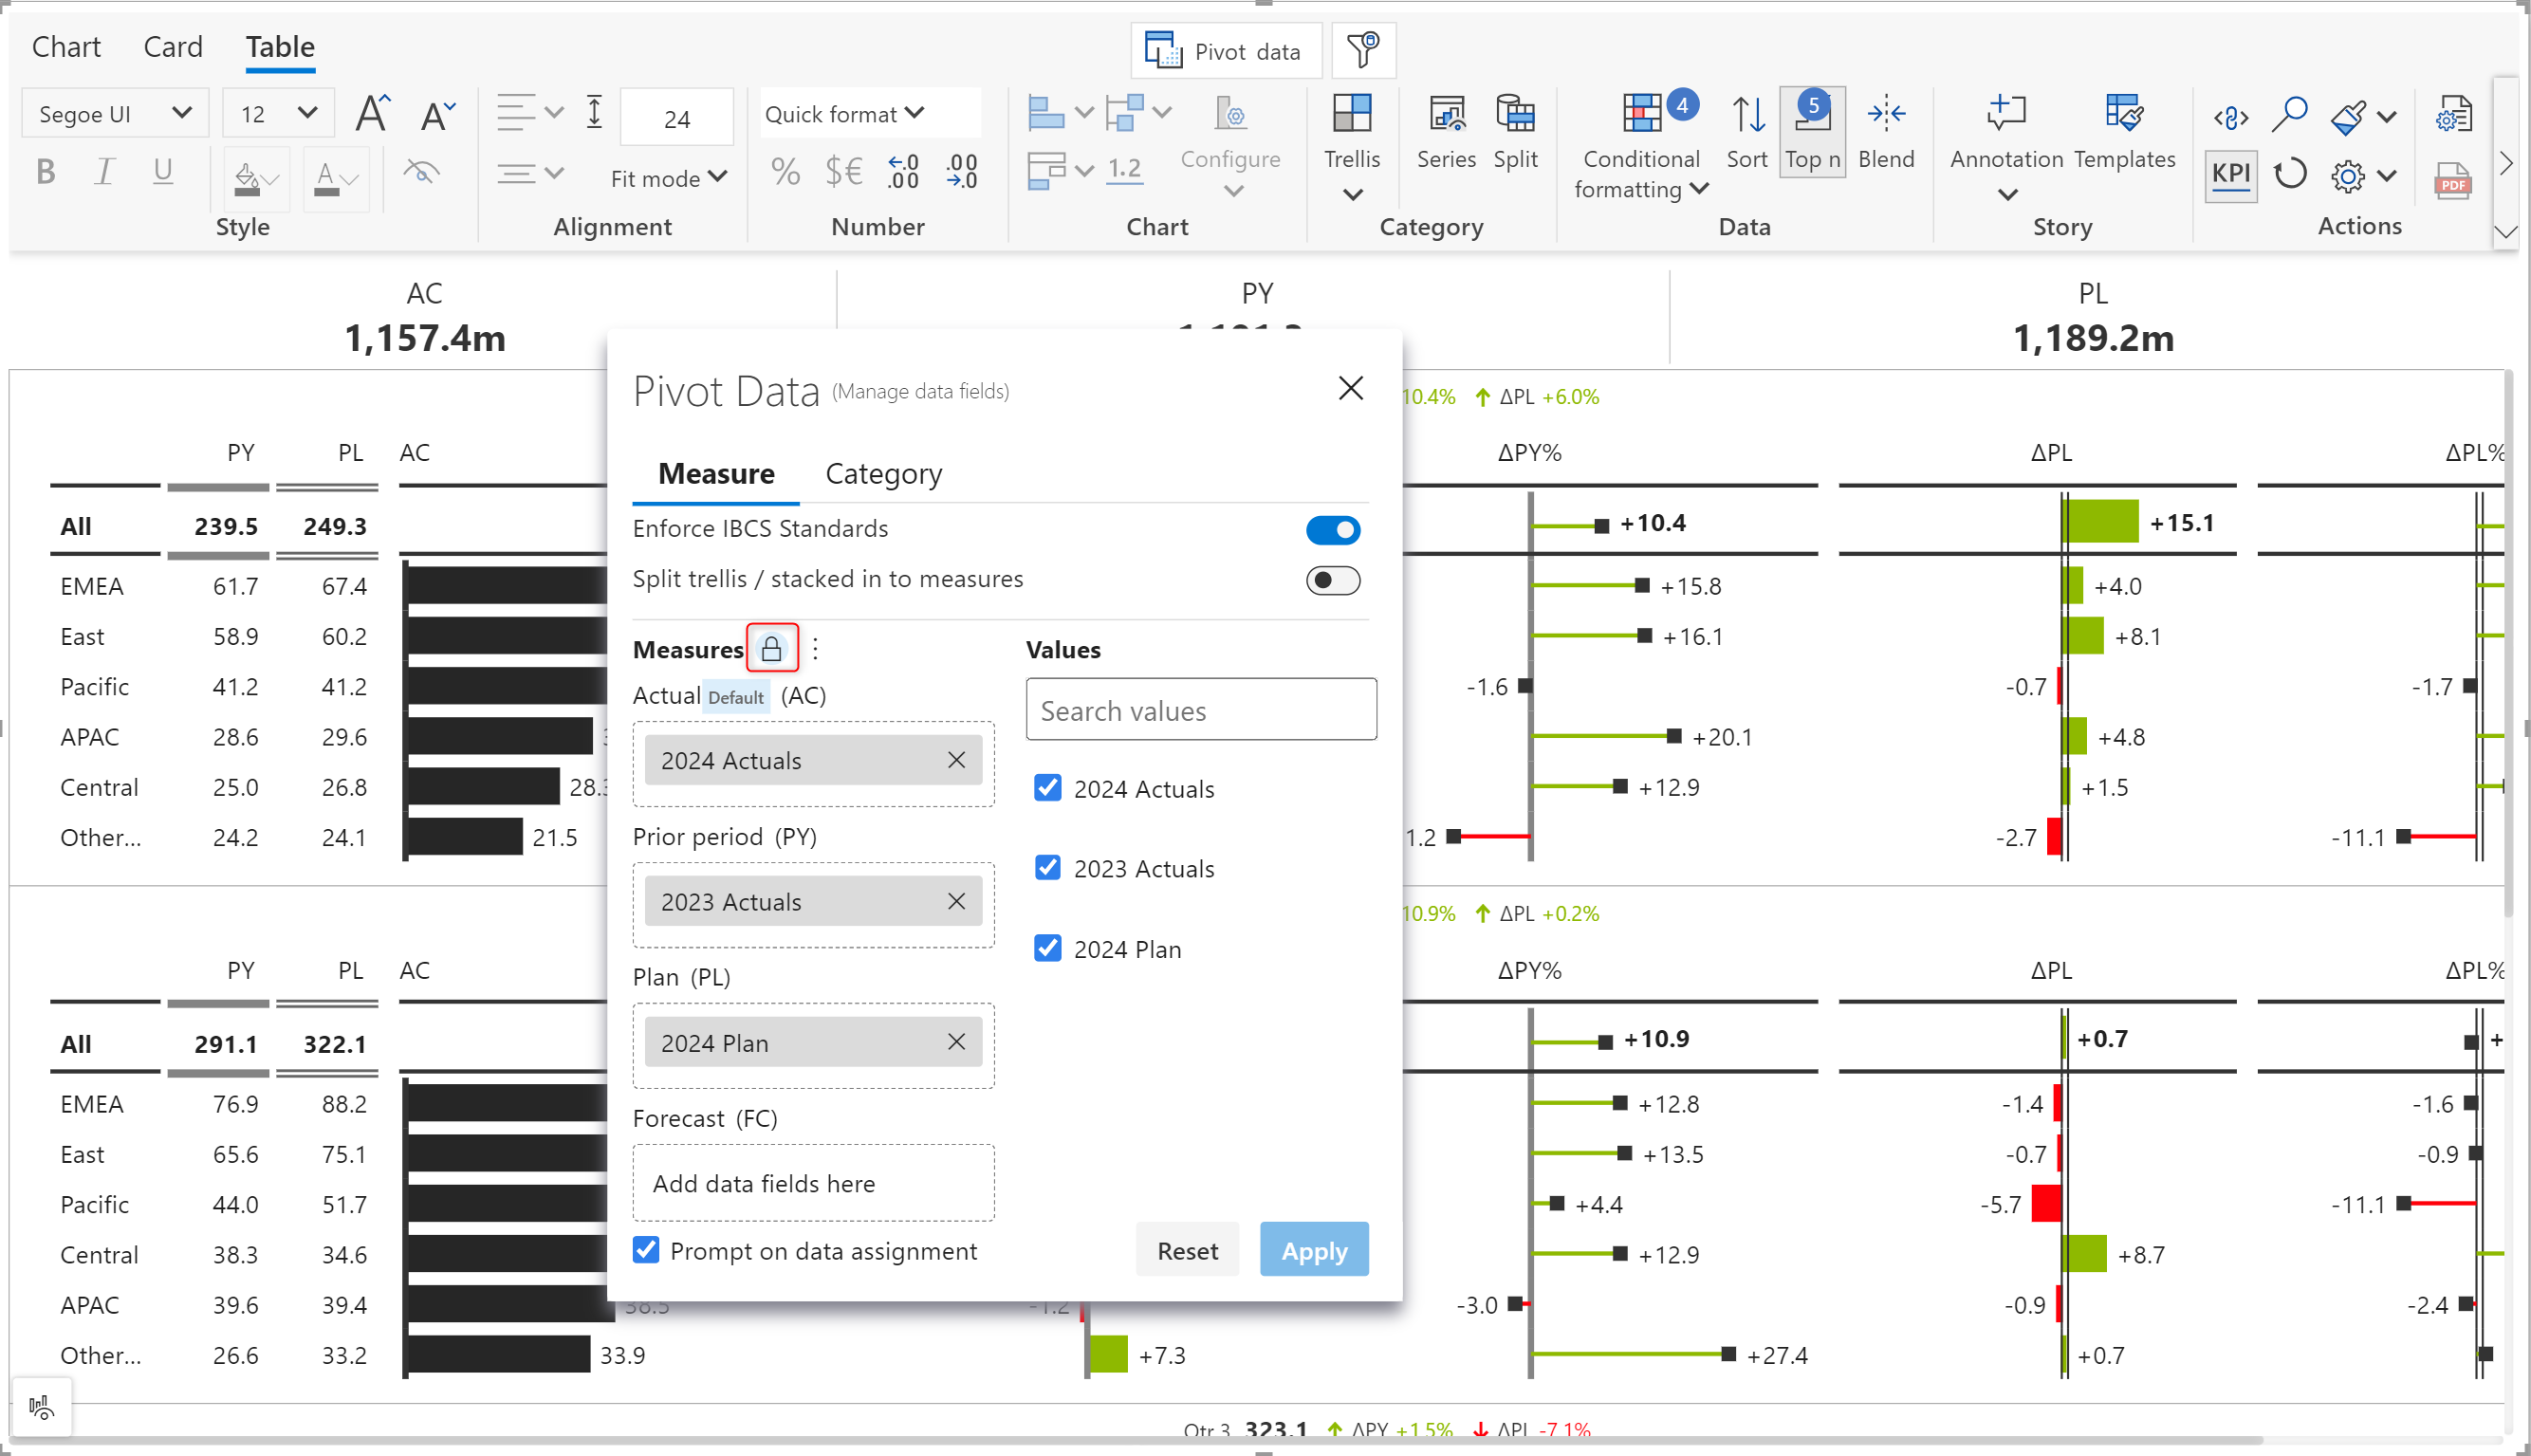 Chart Card Table
Pivot data
Segoe UI 12 24 Quick format
4 5
B I U A Fit mode % $€ 1.2 Configure Trellis Series Split Conditional formatting Sort Top n Blend Annotation Templates KPI PDF
Style Alignment Number Chart Category Data Story Actions
AC PY PL
1,157.4m 1,189.2m
Pivot Data (Manage data fields)
Measure Category
Enforce IBCS Standards
Split trellis / stacked in to measures
Measures
Actual Default (AC)
2024 Actuals
Prior period (PY)
2023 Actuals
Plan (PL)
2024 Plan
Forecast (FC)
Add data fields here
Prompt on data assignment
Values
Search values
2024 Actuals
2023 Actuals
2024 Plan
Reset Apply
10.4% ΔPL +6.0%
PY PL AC ΔPY% ΔPL ΔPL%
All 239.5 249.3 +10.4 +15.1
EMEA 61.7 67.4 +15.8 +4.0
East 58.9 60.2 +16.1 +8.1
Pacific 41.2 41.2 -1.6 -0.7 -1.7
APAC 28.6 29.6 +20.1 +4.8
Central 25.0 26.8 28.3 +12.9 +1.5
Other... 24.2 24.1 21.5 1.2 -2.7 -11.1
10.9% ΔPL +0.2%
PY PL AC ΔPY% ΔPL ΔPL%
All 291.1 322.1 +10.9 +0.7 +
EMEA 76.9 88.2 +12.8 -1.4 -1.6
East 65.6 75.1 +13.5 -0.7 -0.9
Pacific 44.0 51.7 +4.4 -5.7 -11.1
Central 38.3 34.6 +12.9 +8.7
APAC 39.6 39.4 38.5 -1.2 -3.0 -0.9 -2.4
Other... 26.6 33.2 33.9 +7.3 +27.4 +0.7
Qtr 3 323.1 ΔPY +1.5% ΔPL -7.1%